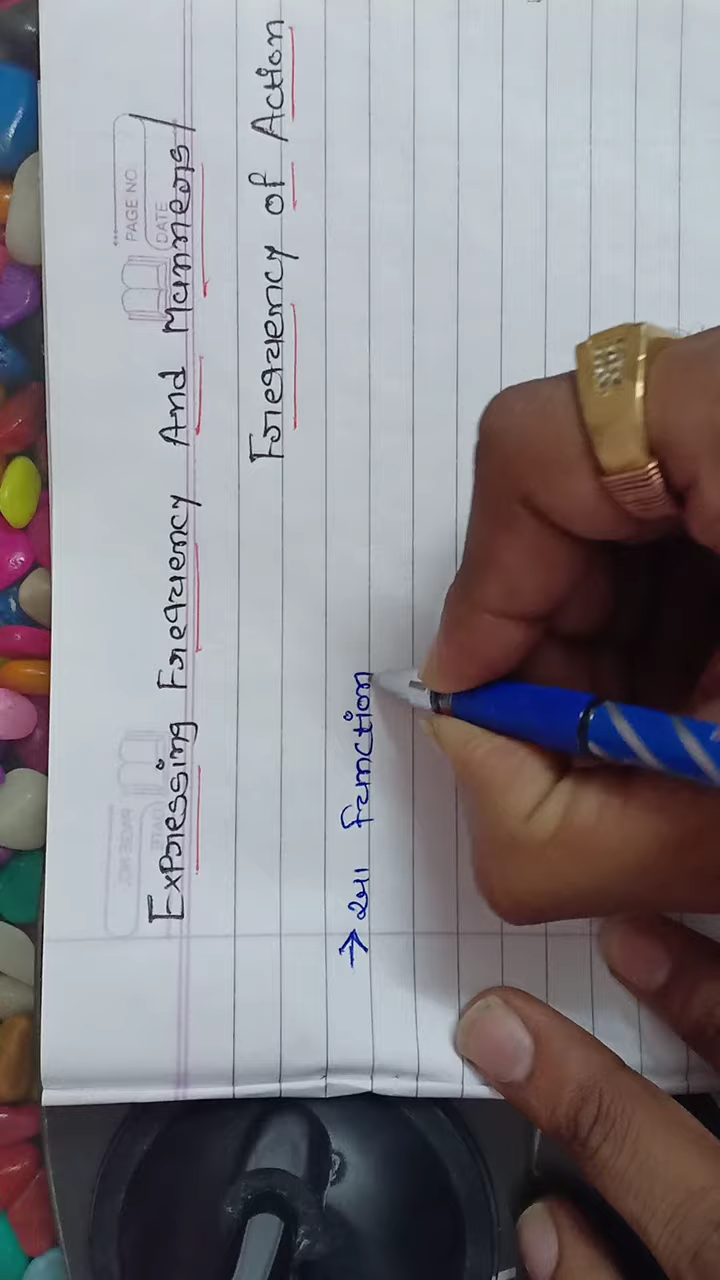 PAGE NO.
DATE
Expressing Frequency And Manners/
Frequency of Action
→ આ function